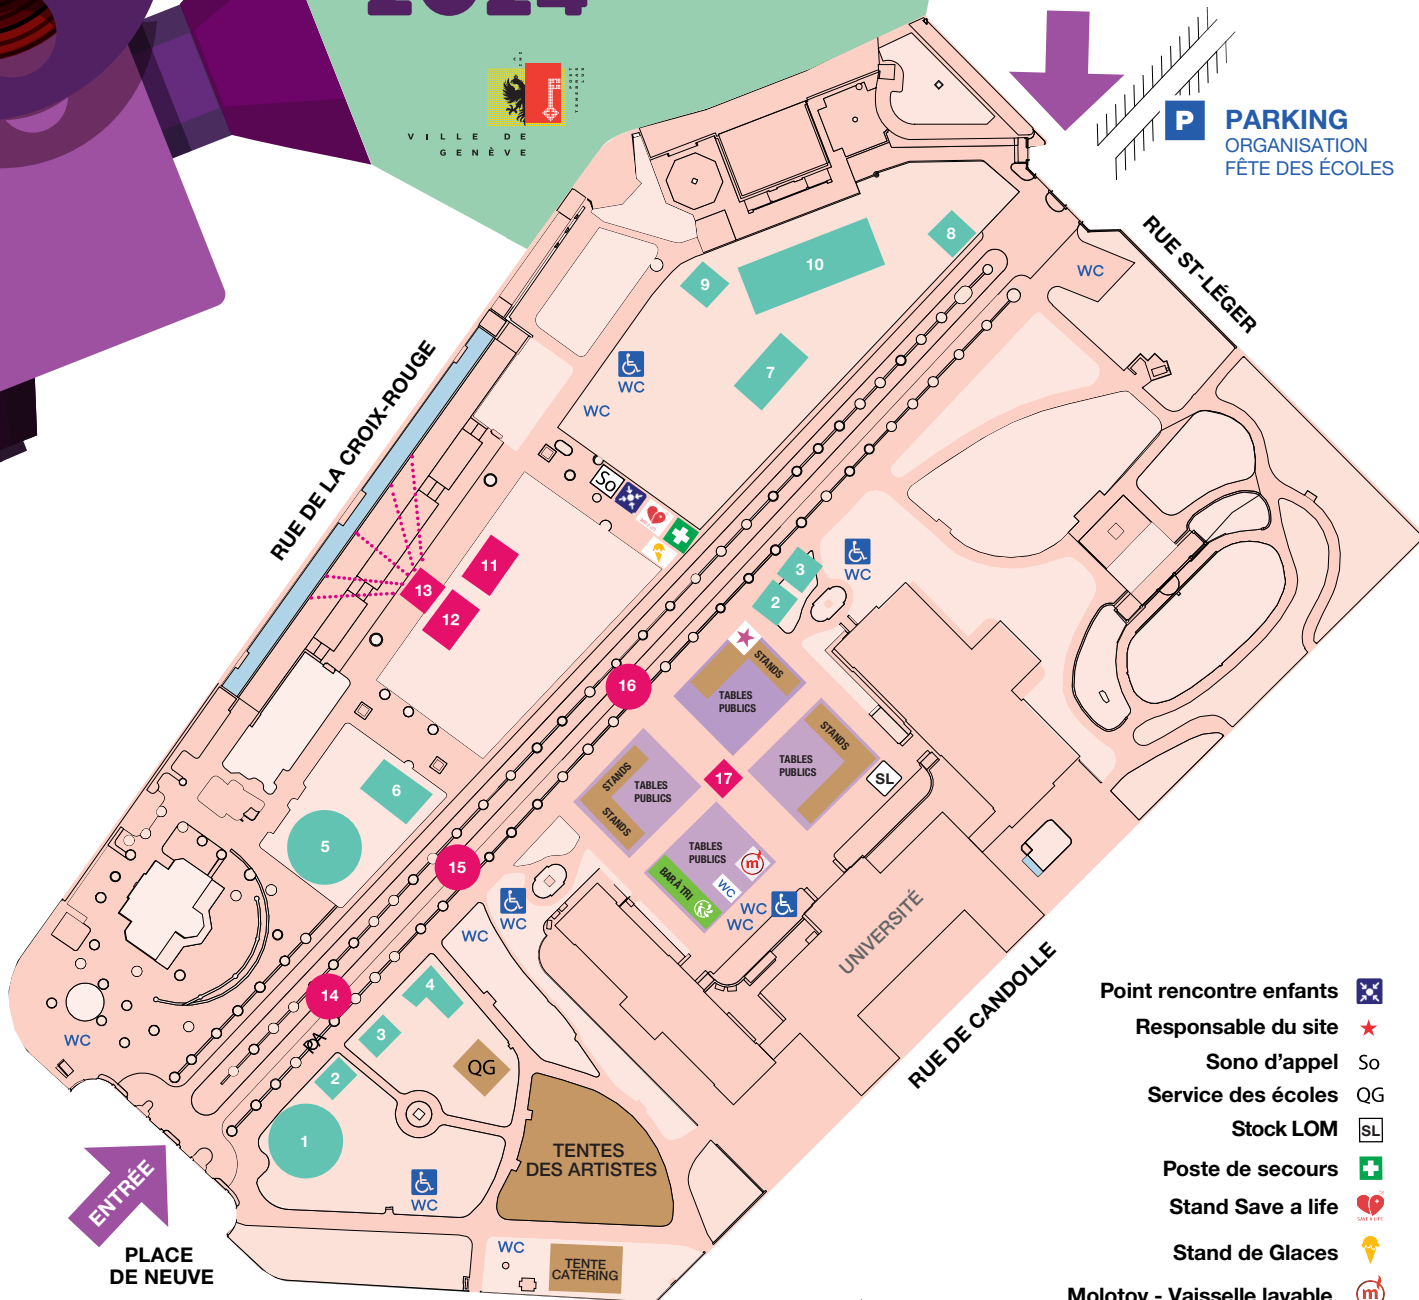 2024
VILLE DE
GENÈVE
P
PARKING
ORGANISATION
FÊTE DES ÉCOLES
RUE ST-LÉGER
WC
8
10
9
7
WC
WC
RUE DE LA CROIX-ROUGE
So
11
13
12
3
2
WC
16
STANDS
TABLES
PUBLICS
STANDS
TABLES
PUBLICS
SL
17
STANDS
TABLES
PUBLICS
STANDS
6
5
15
TABLES
PUBLICS
m
BAR À TRI
WC
WC
WC
WC
WC
UNIVERSITÉ
RUE DE CANDOLLE
14
PA
4
3
2
1
QG
WC
WC
TENTES
DES ARTISTES
WC
TENTE
CATERING
ENTRÉE
PLACE
DE NEUVE
Point rencontre enfants
Responsable du site
Sono d'appel So
Service des écoles QG
Stock LOM SL
Poste de secours
Stand Save a life
SAVE A LIFE
Stand de Glaces
Molotov - Vaisselle lavable m